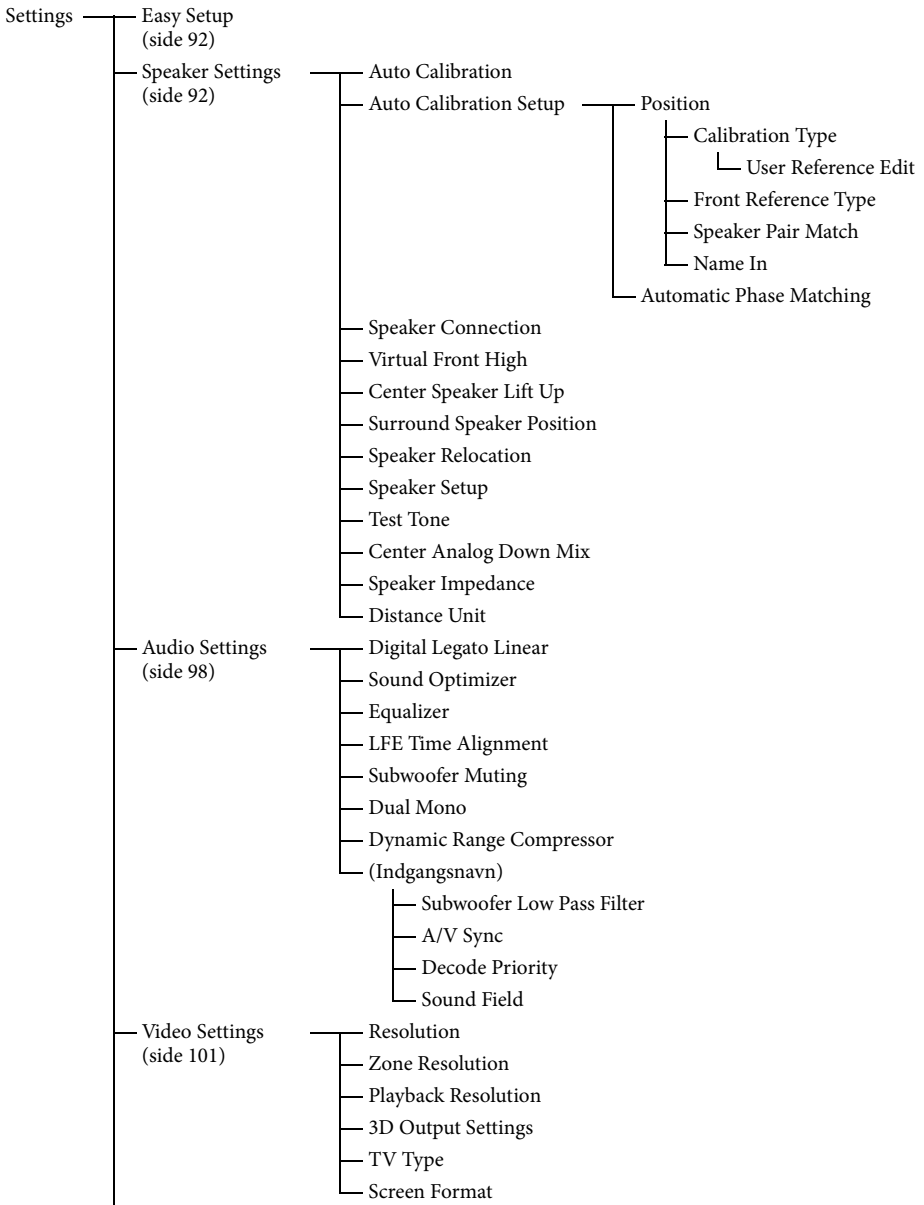 Settings
Easy Setup
(side 92)
Speaker Settings
(side 92)
Auto Calibration
Auto Calibration Setup
Position
Calibration Type
User Reference Edit
Front Reference Type
Speaker Pair Match
Name In
Automatic Phase Matching
Speaker Connection
Virtual Front High
Center Speaker Lift Up
Surround Speaker Position
Speaker Relocation
Speaker Setup
Test Tone
Center Analog Down Mix
Speaker Impedance
Distance Unit
Audio Settings
(side 98)
Digital Legato Linear
Sound Optimizer
Equalizer
LFE Time Alignment
Subwoofer Muting
Dual Mono
Dynamic Range Compressor
(Indgangsnavn)
Subwoofer Low Pass Filter
A/V Sync
Decode Priority
Sound Field
Video Settings
(side 101)
Resolution
Zone Resolution
Playback Resolution
3D Output Settings
TV Type
Screen Format